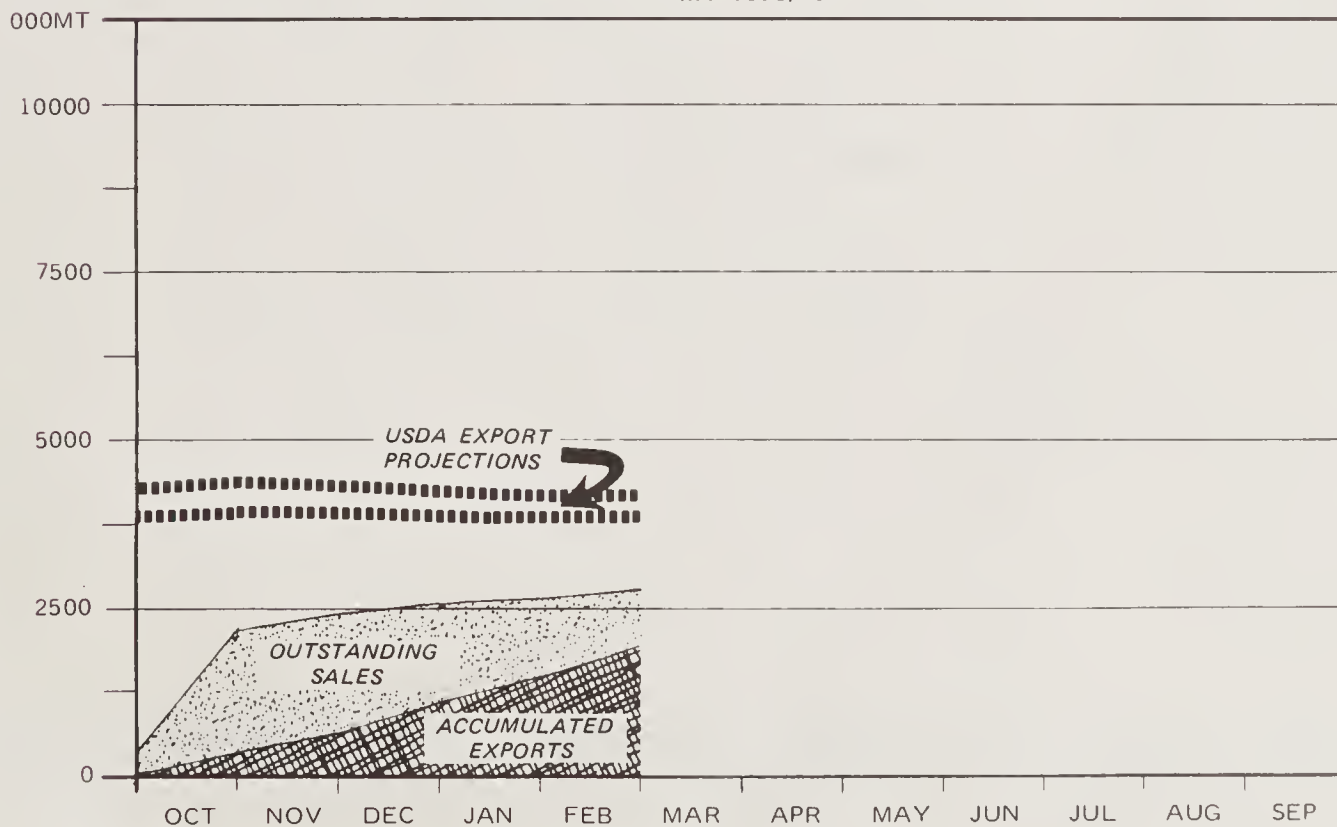 000MT
10000
7500
5000
2500
0
USDA EXPORT
PROJECTIONS
OUTSTANDING
SALES
ACCUMULATED
EXPORTS
OCT NOV DEC JAN FEB MAR APR MAY JUN JUL AUG SEP